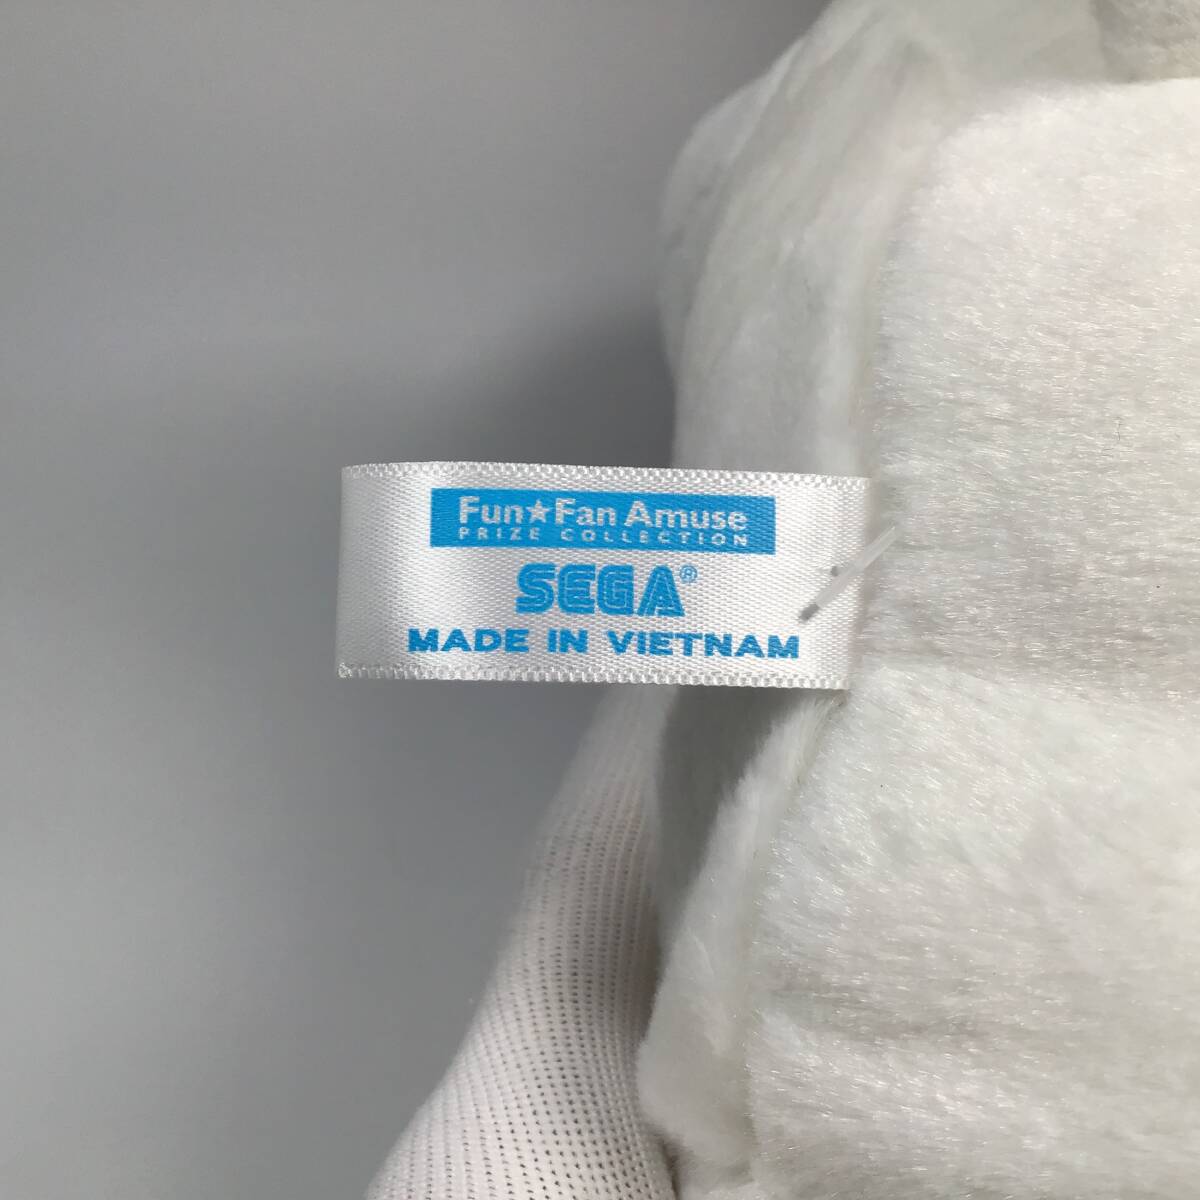 Fun★Fan Amuse
PRIZE COLLECTION
SEGA®
MADE IN VIETNAM